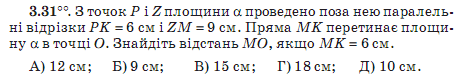 3.31°°. З точок P і Z площини α проведено поза нею паралель-
ні відрізки PK = 6 см і ZM = 9 см. Пряма MK перетинає площи-
ну α в точці O. Знайдіть відстань MO, якщо MK = 6 см.
А) 12 см; Б) 9 см; В) 15 см; Г) 18 см; Д) 10 см.